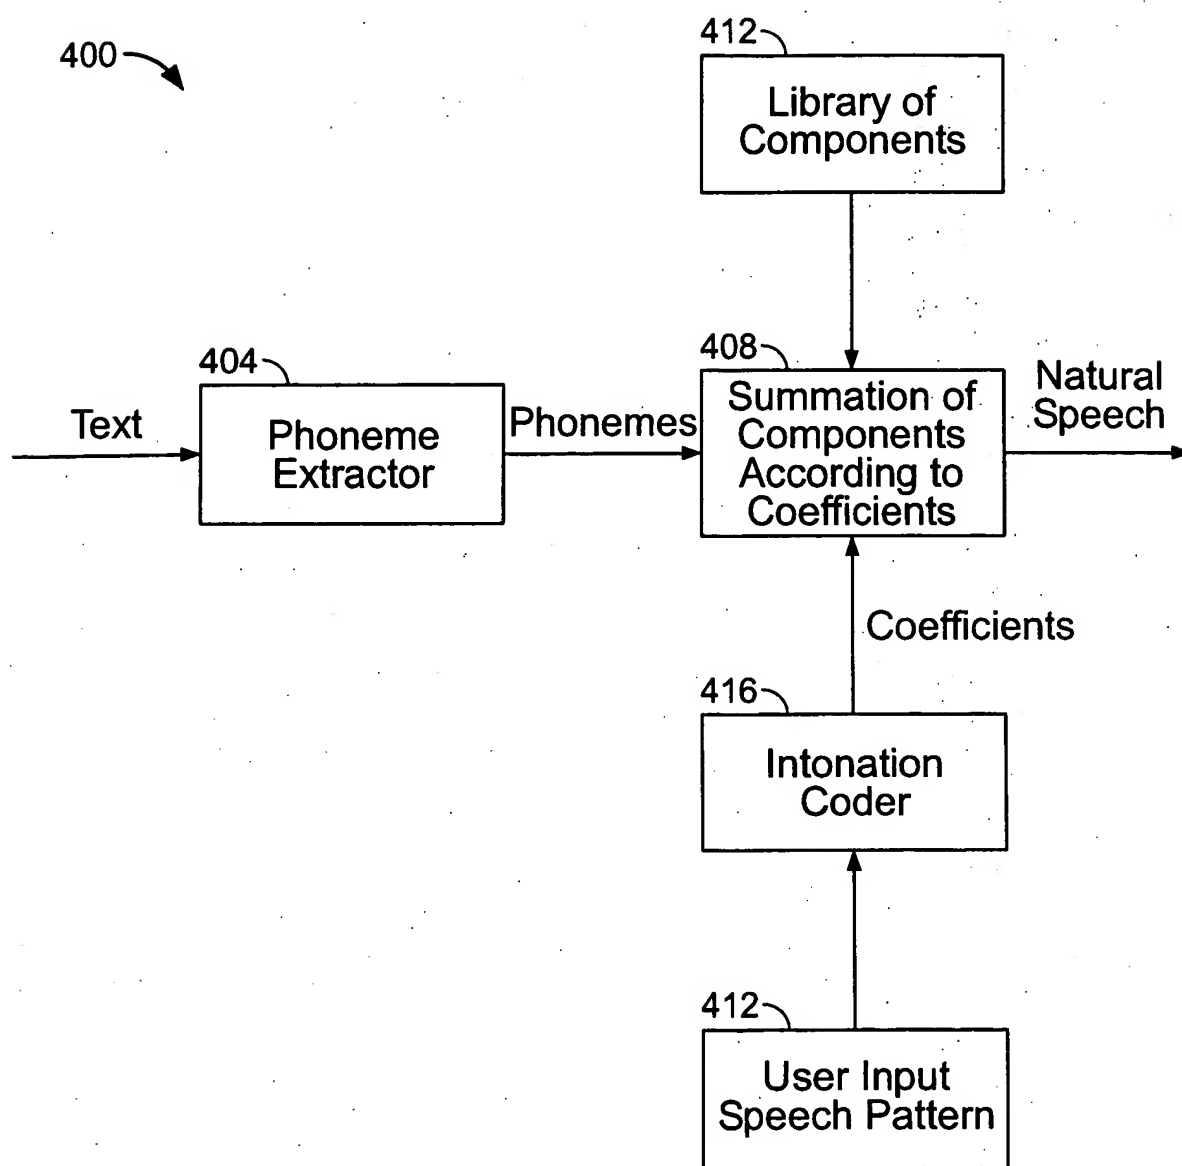 400
412
Library of
Components
404
408
Text
Phoneme
Extractor
Phonemes
Summation of
Components
According to
Coefficients
Natural
Speech
Coefficients
416
Intonation
Coder
412
User Input
Speech Pattern